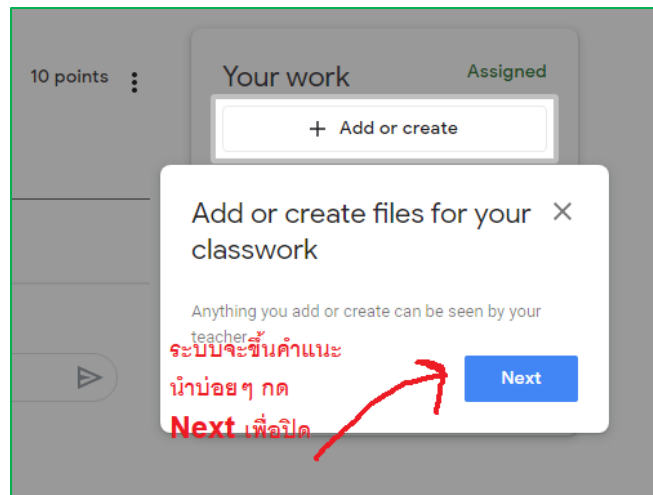 10 points
Your work
Assigned
+ Add or create
Add or create files for your
classwork
Anything you add or create can be seen by your
teacher.
ระบบจะขึ้นคำแนะ
นำบ่อยๆ กด
Next เพื่อปิด
Next